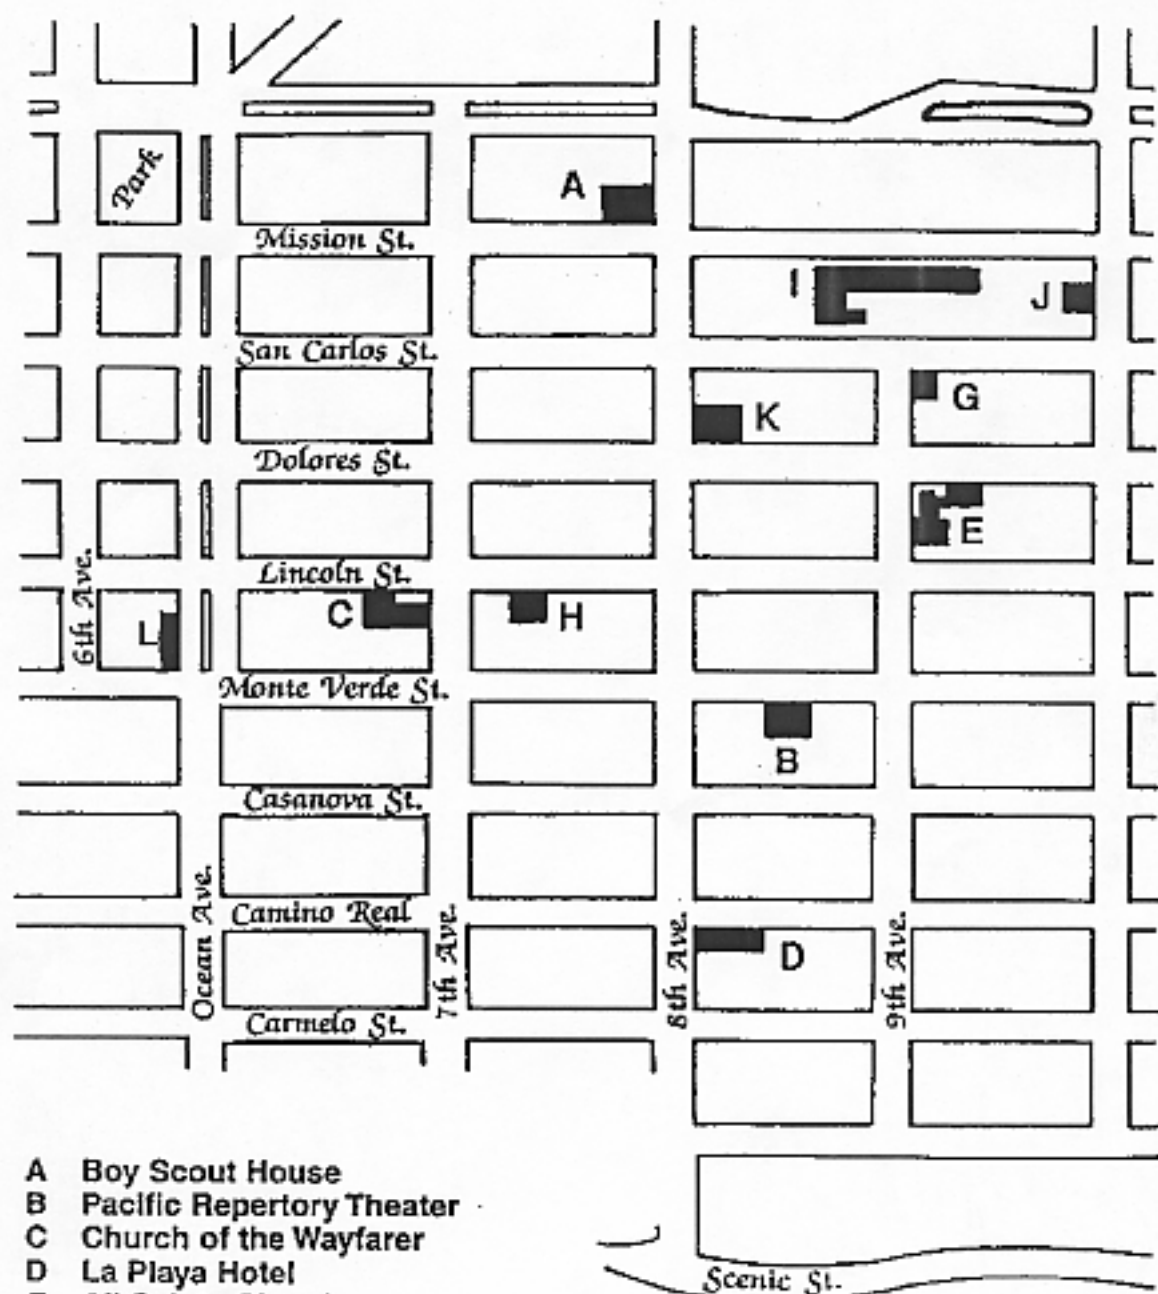 Park
A
Mission St.
I
J
San Carlos St.
G
K
Dolores St.
E
6th Ave.
Lincoln St.
L
C
H
Monte Verde St.
B
Casanova St.
Ocean Ave.
Camino Real
7th Ave.
8th Ave.
D
9th Ave.
Carmelo St.
A Boy Scout House
B Pacific Repertory Theater
C Church of the Wayfarer
D La Playa Hotel
Scenic St.